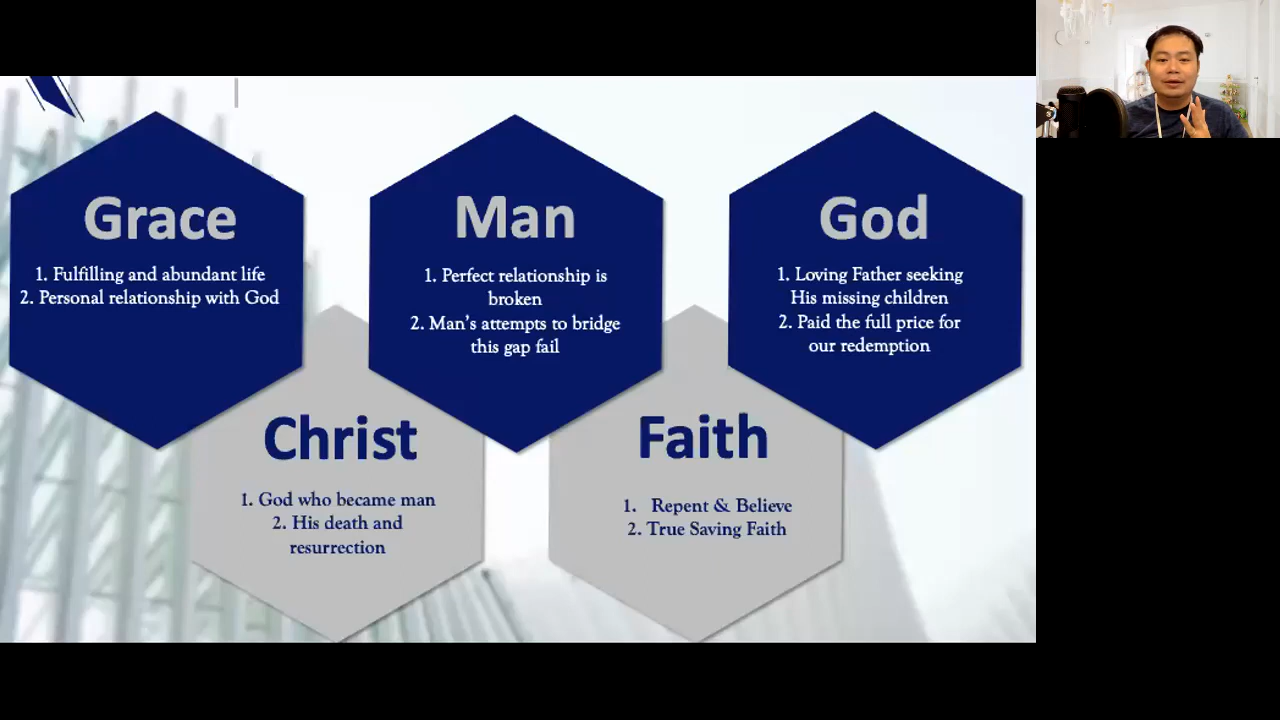 Grace
1. Fulfilling and abundant life
2. Personal relationship with God
Man
1. Perfect relationship is
broken
2. Man's attempts to bridge
this gap fail
God
1. Loving Father seeking
His missing children
2. Paid the full price for
our redemption
Christ
1. God who became man
2. His death and
resurrection
Faith
1. Repent & Believe
2. True Saving Faith